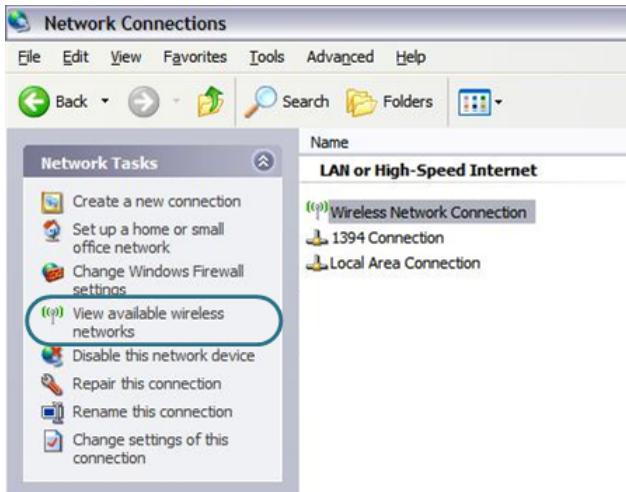 Network Connections
File Edit View Favorites Tools Advanced Help
Back Search Folders
Name
Network Tasks
LAN or High-Speed Internet
Create a new connection
Set up a home or small
office network
Change Windows Firewall
settings
View available wireless
networks
Disable this network device
Repair this connection
Rename this connection
Change settings of this
connection
Wireless Network Connection
1394 Connection
Local Area Connection